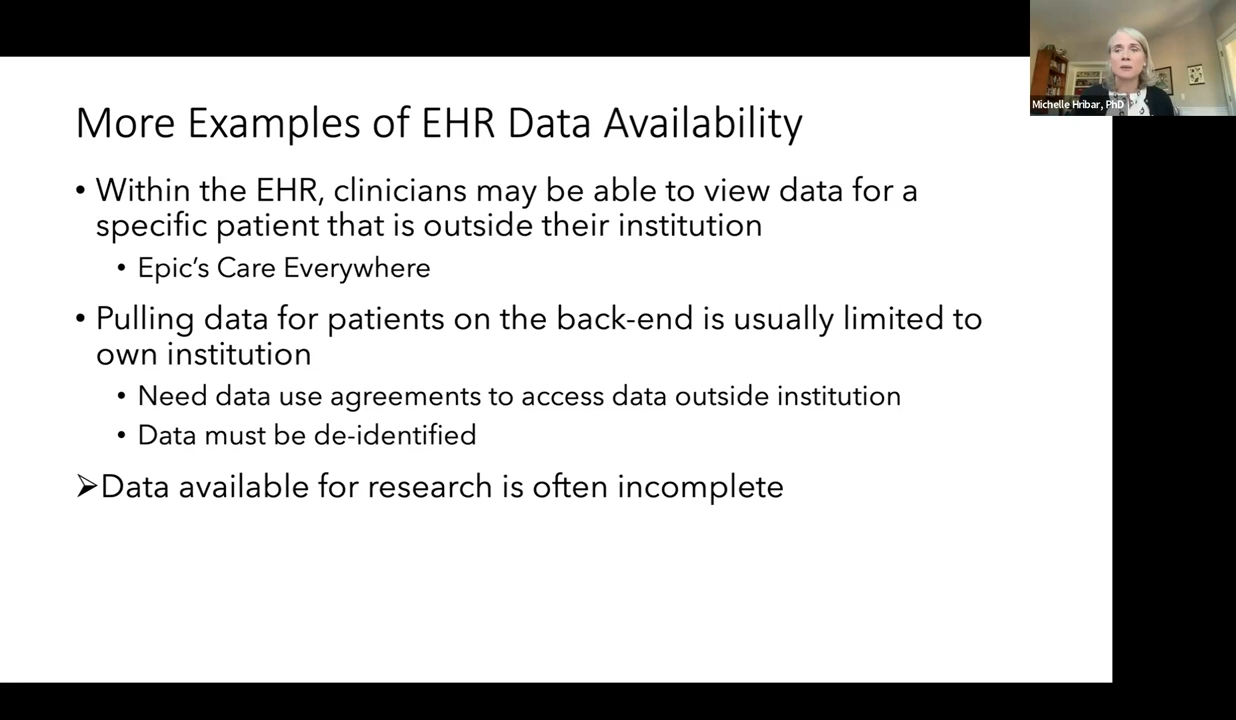 Michelle Hribar, PhD
More Examples of EHR Data Availability
• Within the EHR, clinicians may be able to view data for a
specific patient that is outside their institution
• Epic’s Care Everywhere
• Pulling data for patients on the back-end is usually limited to
own institution
• Need data use agreements to access data outside institution
• Data must be de-identified
➢Data available for research is often incomplete